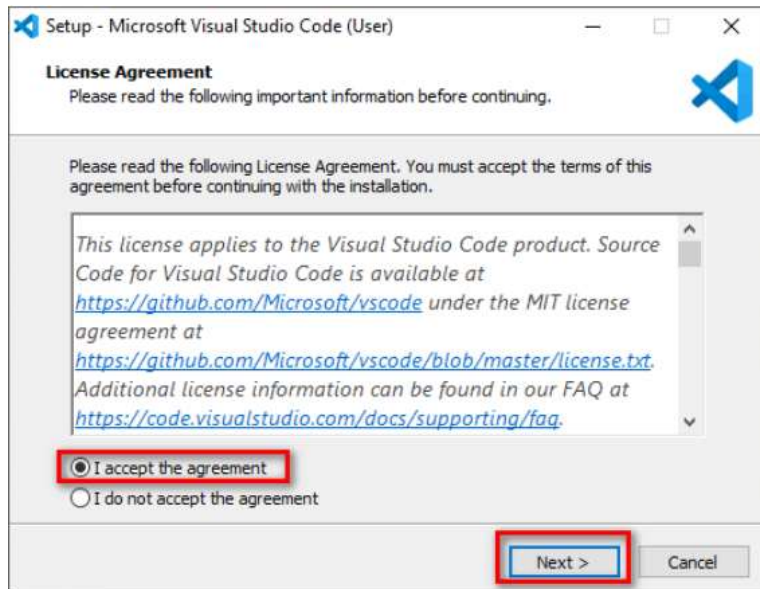 Setup - Microsoft Visual Studio Code (User)
License Agreement
Please read the following important information before continuing.
Please read the following License Agreement. You must accept the terms of this
agreement before continuing with the installation.
This license applies to the Visual Studio Code product. Source
Code for Visual Studio Code is available at
https://github.com/Microsoft/vscode under the MIT license
agreement at
https://github.com/Microsoft/vscode/blob/master/license.txt.
Additional license information can be found in our FAQ at
https://code.visualstudio.com/docs/supporting/faq.
I accept the agreement
I do not accept the agreement
Next > Cancel